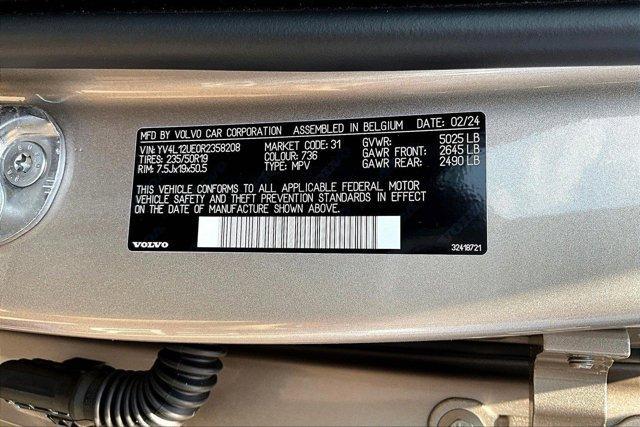 MFD BY VOLVO CAR CORPORATION ASSEMBLED IN BELGIUM DATE: 02/24
VIN: YV4L12UE0R2358208 MARKET CODE: 31 GVWR: 5025 LB
TIRES: 235/50R19 COLOUR: 736 GAWR FRONT: 2645 LB
RIM: 7.5Jx19x50.5 TYPE: MPV GAWR REAR: 2490 LB
THIS VEHICLE CONFORMS TO ALL APPLICABLE FEDERAL MOTOR
VEHICLE SAFETY AND THEFT PREVENTION STANDARDS IN EFFECT
ON THE DATE OF MANUFACTURE SHOWN ABOVE.
VOLVO 32418721